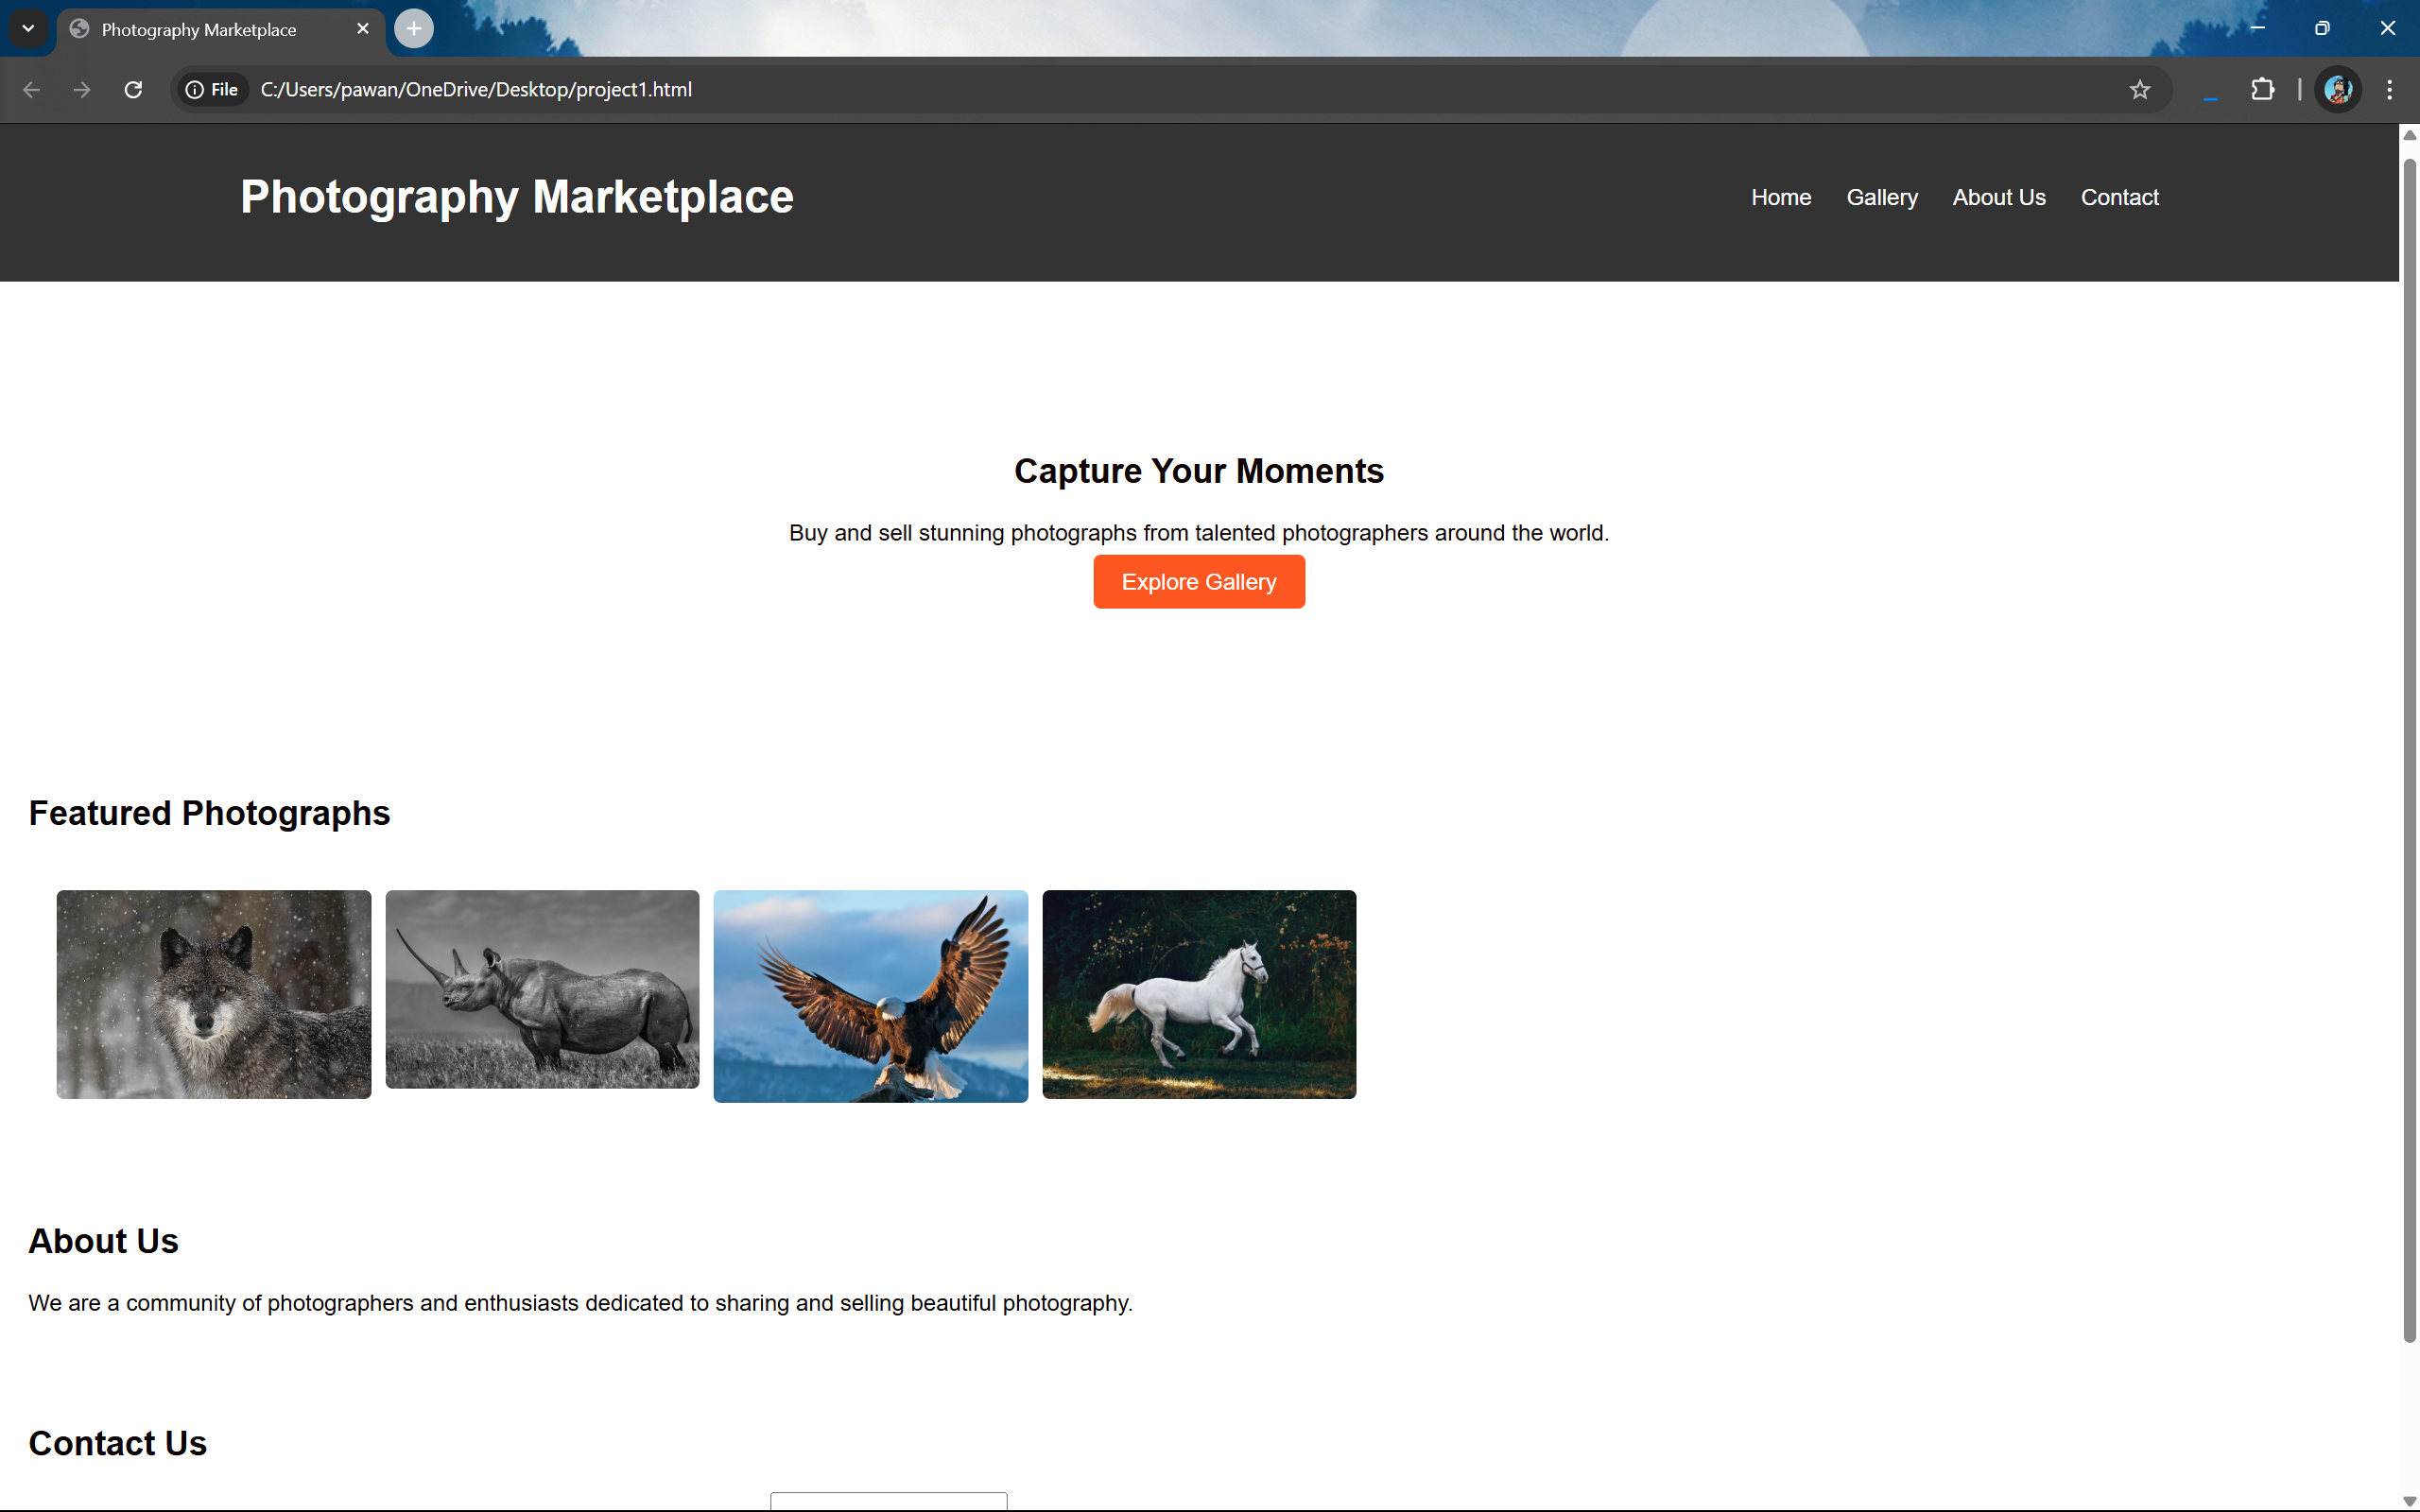 Photography Marketplace
File C:/Users/pawan/OneDrive/Desktop/project1.html
Photography Marketplace
Home Gallery About Us Contact
Capture Your Moments
Buy and sell stunning photographs from talented photographers around the world.
Explore Gallery
Featured Photographs
About Us
We are a community of photographers and enthusiasts dedicated to sharing and selling beautiful photography.
Contact Us